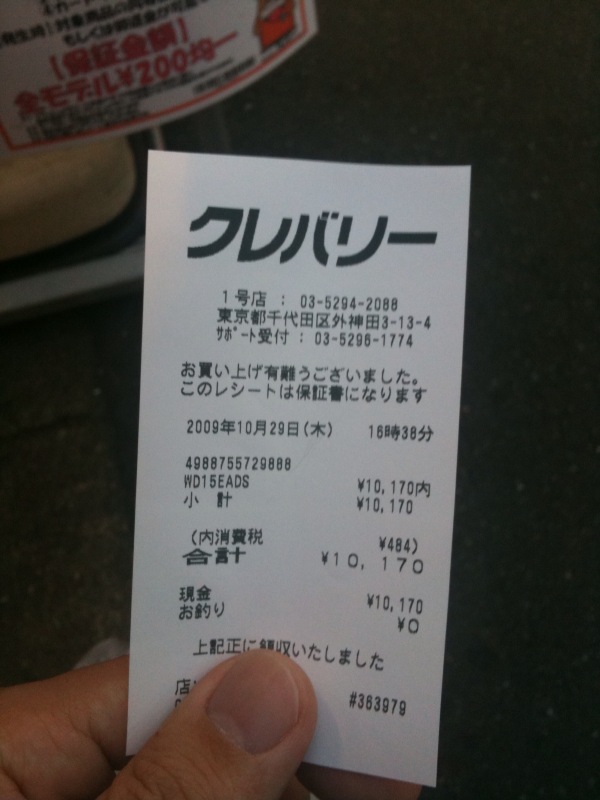 [保証金額]
全モデル¥200均一
クレバリー
1号店 : 03-5294-2088
東京都千代田区外神田3-13-4
ｻﾎﾟｰﾄ受付 : 03-5296-1774
お買い上げ有難うございました。
このレシートは保証書になります
2009年10月29日(木) 16時38分
4988755729888
WD15EADS ¥10,170内
小 計 ¥10,170
(内消費税 ¥484)
合計 ¥10,170
現金 ¥10,170
お釣り ¥0
上記正に領収いたしました
店 #363979